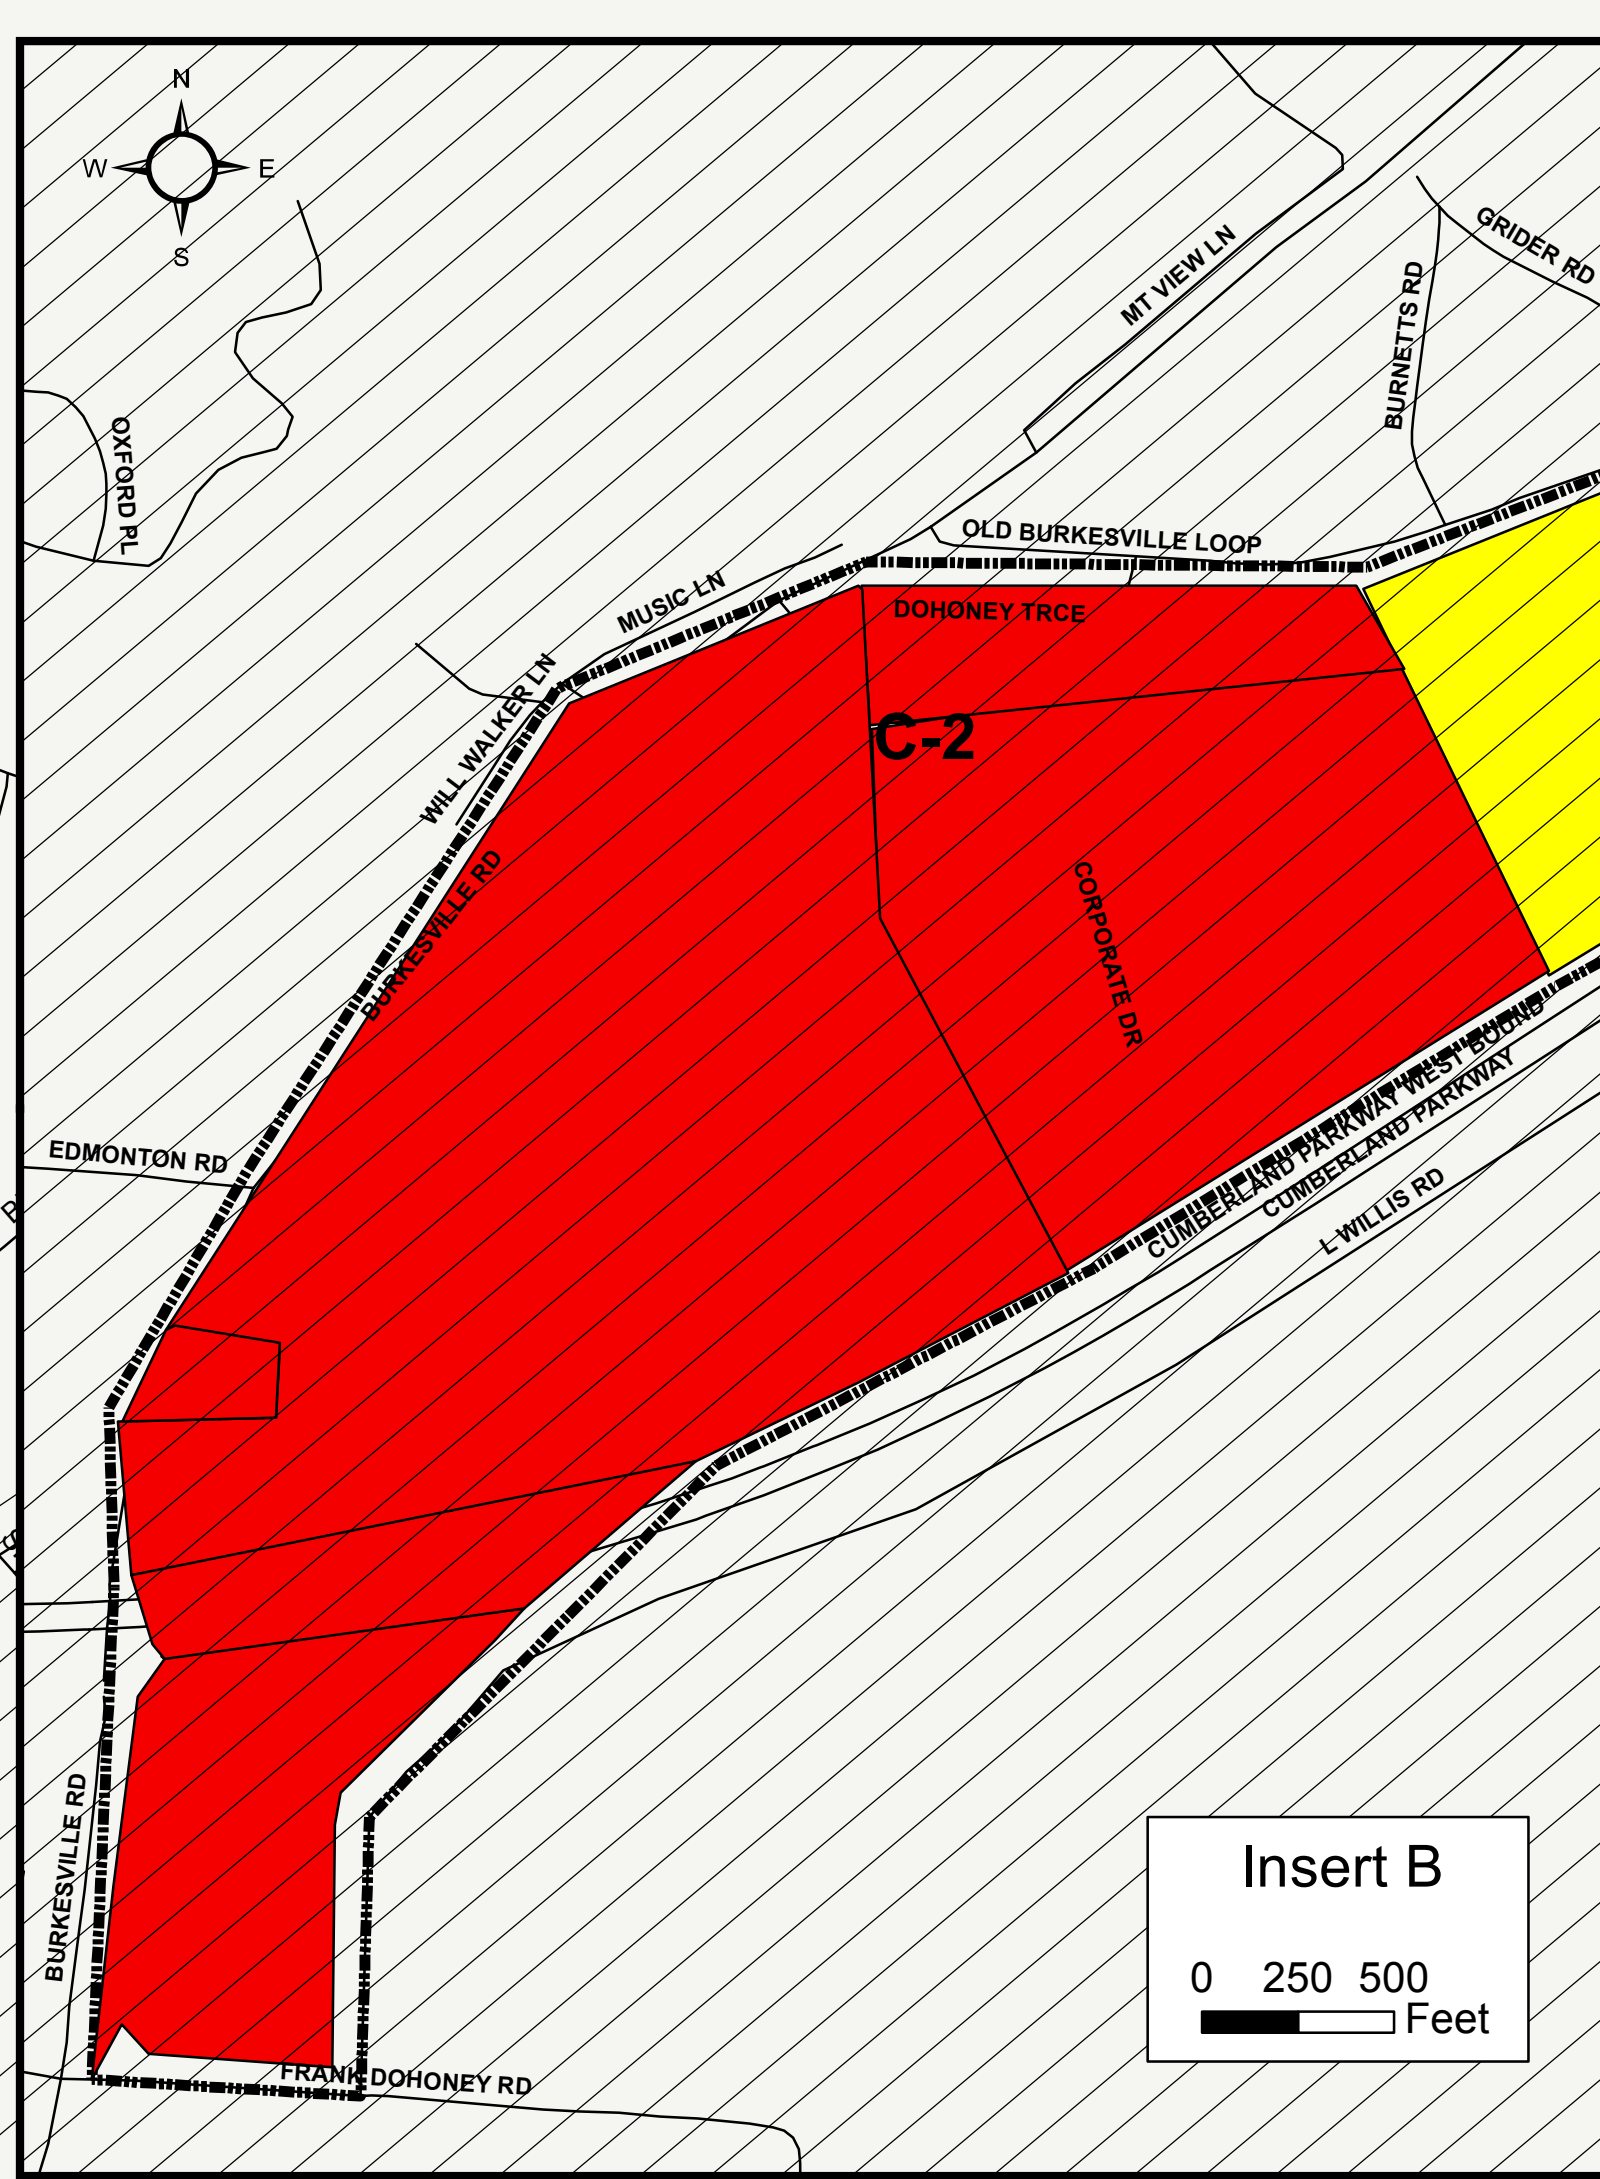 N
W
E
S
GRIDER RD
MT VIEW LN
BURNETTS RD
OXFORD PL
OLD BURKESVILLE LOOP
MUSIC LN
DOHONEY TRCE
WILL WALKER LN
C-2
BURKESVILLE RD
CORPORATE DR
CUMBERLAND PARKWAY WEST BOUND
CUMBERLAND PARKWAY
EDMONTON RD
L WILLIS RD
BURKESVILLE RD
Insert B
0 250 500
Feet
FRANK DOHONEY RD